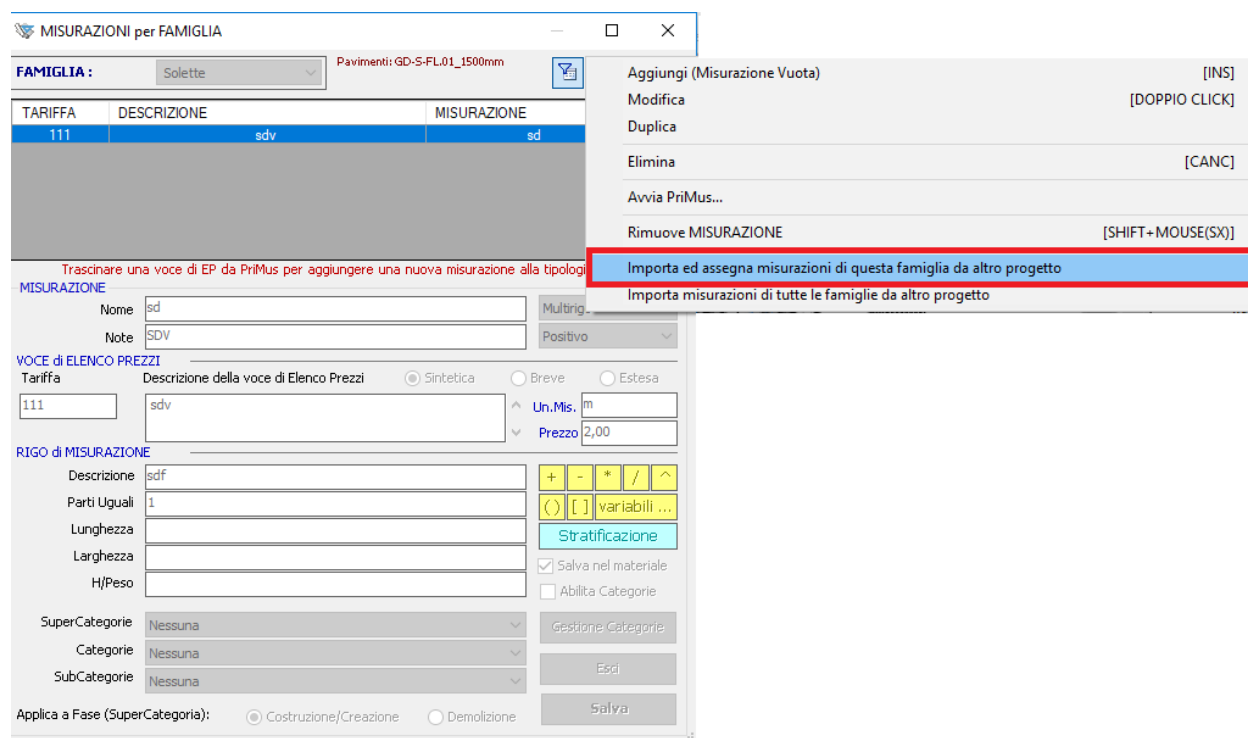 MISURAZIONI per FAMIGLIA
FAMIGLIA :
Solette
Pavimenti: GD-S-FL.01_1500mm
TARIFFA DESCRIZIONE MISURAZIONE
111 sdv sd
Aggiungi (Misurazione Vuota) [INS]
Modifica [DOPPIO CLICK]
Duplica
Elimina [CANC]
Avvia PriMus...
Rimuove MISURAZIONE [SHIFT+MOUSE(SX)]
Importa ed assegna misurazioni di questa famiglia da altro progetto
Importa misurazioni di tutte le famiglie da altro progetto
Trascinare una voce di EP da PriMus per aggiungere una nuova misurazione alla tipologi
MISURAZIONE
Nome sd Multirig
Note SDV Positivo
VOCE di ELENCO PREZZI
Tariffa Descrizione della voce di Elenco Prezzi Sintetica Breve Estesa
111 sdv Un.Mis. m
Prezzo 2,00
RIGO di MISURAZIONE
Descrizione sdf + - * / ^
Parti Uguali 1 ( ) [ ] variabili ...
Lunghezza Stratificazione
Larghezza Salva nel materiale
H/Peso Abilita Categorie
SuperCategorie Nessuna Gestione Categorie
Categorie Nessuna
Esci
SubCategorie Nessuna
Applica a Fase (SuperCategoria): Costruzione/Creazione Demolizione Salva